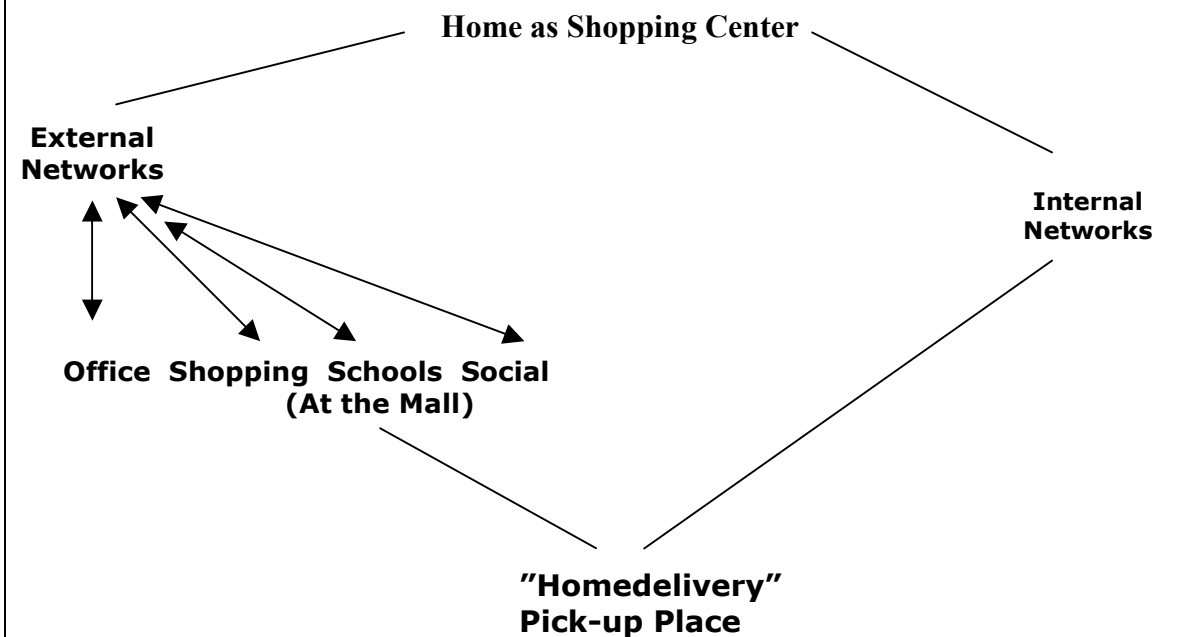 Home as Shopping Center
External
Networks
Internal
Networks
Office Shopping Schools Social
(At the Mall)
”Homedelivery”
Pick-up Place